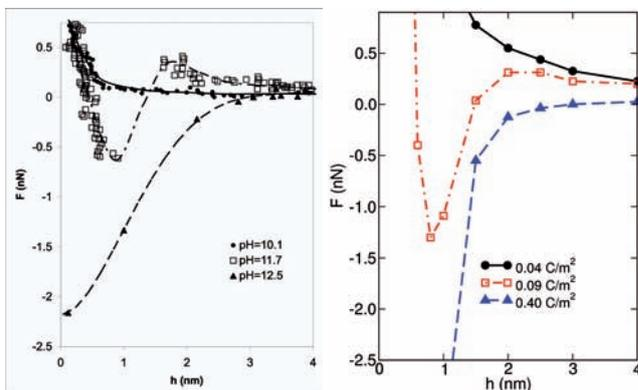 0.5
0
-0.5
-1
-1.5
-2
-2.5
F (nN)
0
1
2
3
4
h (nm)
pH=10.1
pH=11.7
pH=12.5
0.5
0.0
-0.5
-1.0
-1.5
-2.0
-2.5
F (nN)
0
1
2
3
4
h (nm)
0.04 C/m²
0.09 C/m²
0.40 C/m²